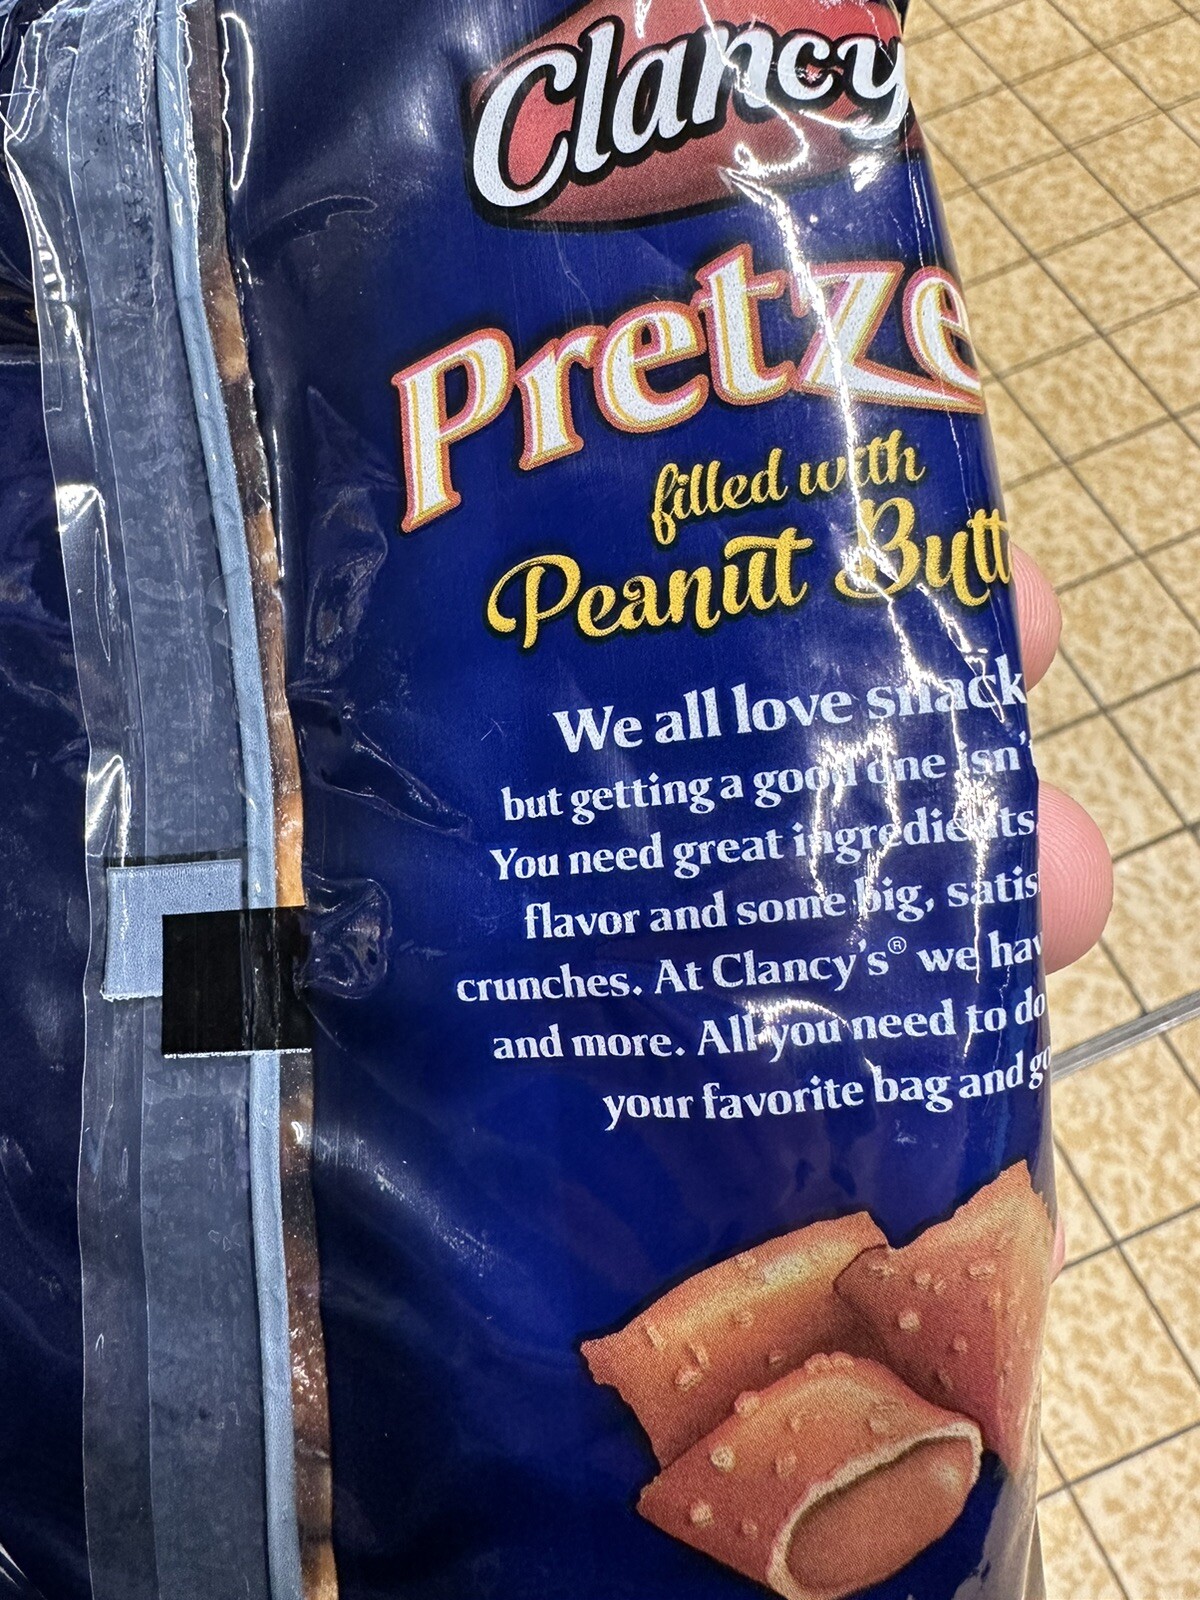 Clancy
Pretze
filled with
Peanut Butt
We all love snack
but getting a good one isn'
You need great ingredients
flavor and some big, satis
crunches. At Clancy's® we hav
and more. All you need to do
your favorite bag and go